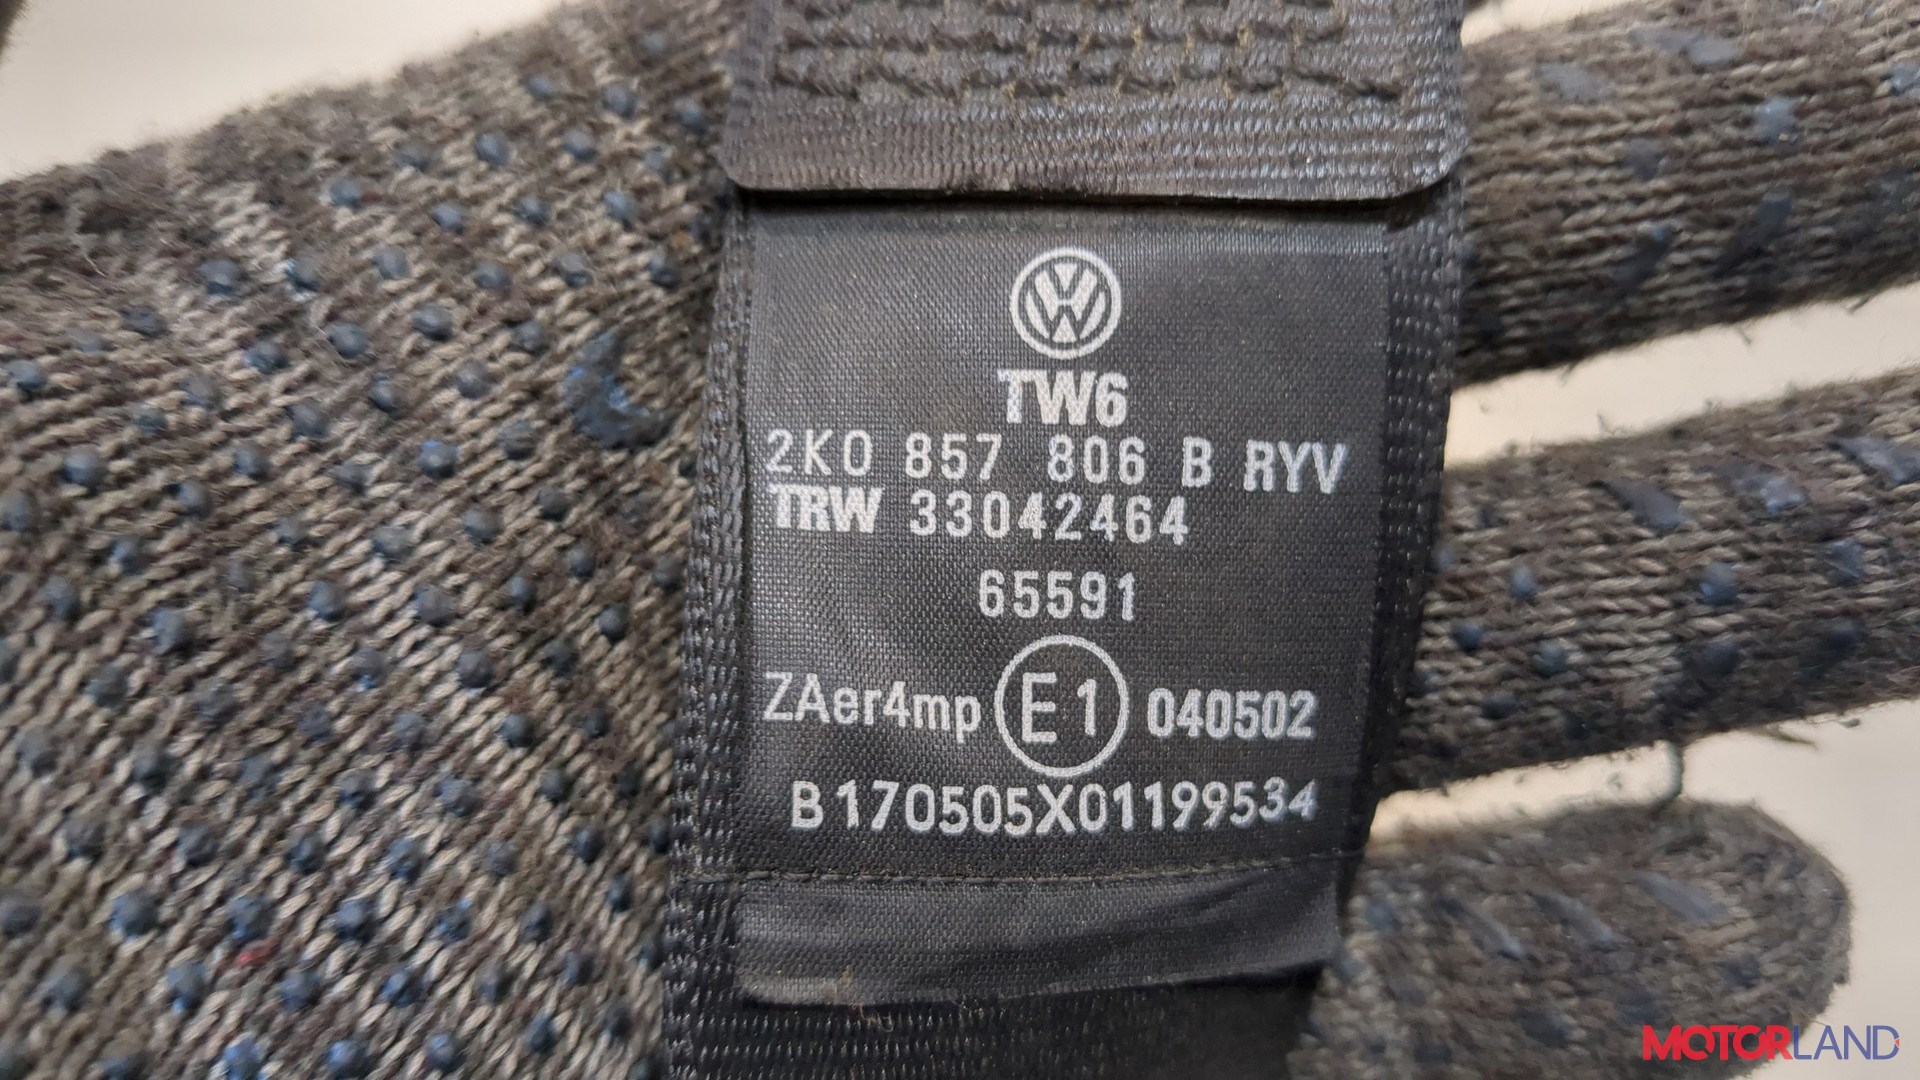 TW6
2K0 857 806 B RYV
TRW 33042464
65591
ZAer4mp E1 040502
B170505X01199534
MOTORLAND